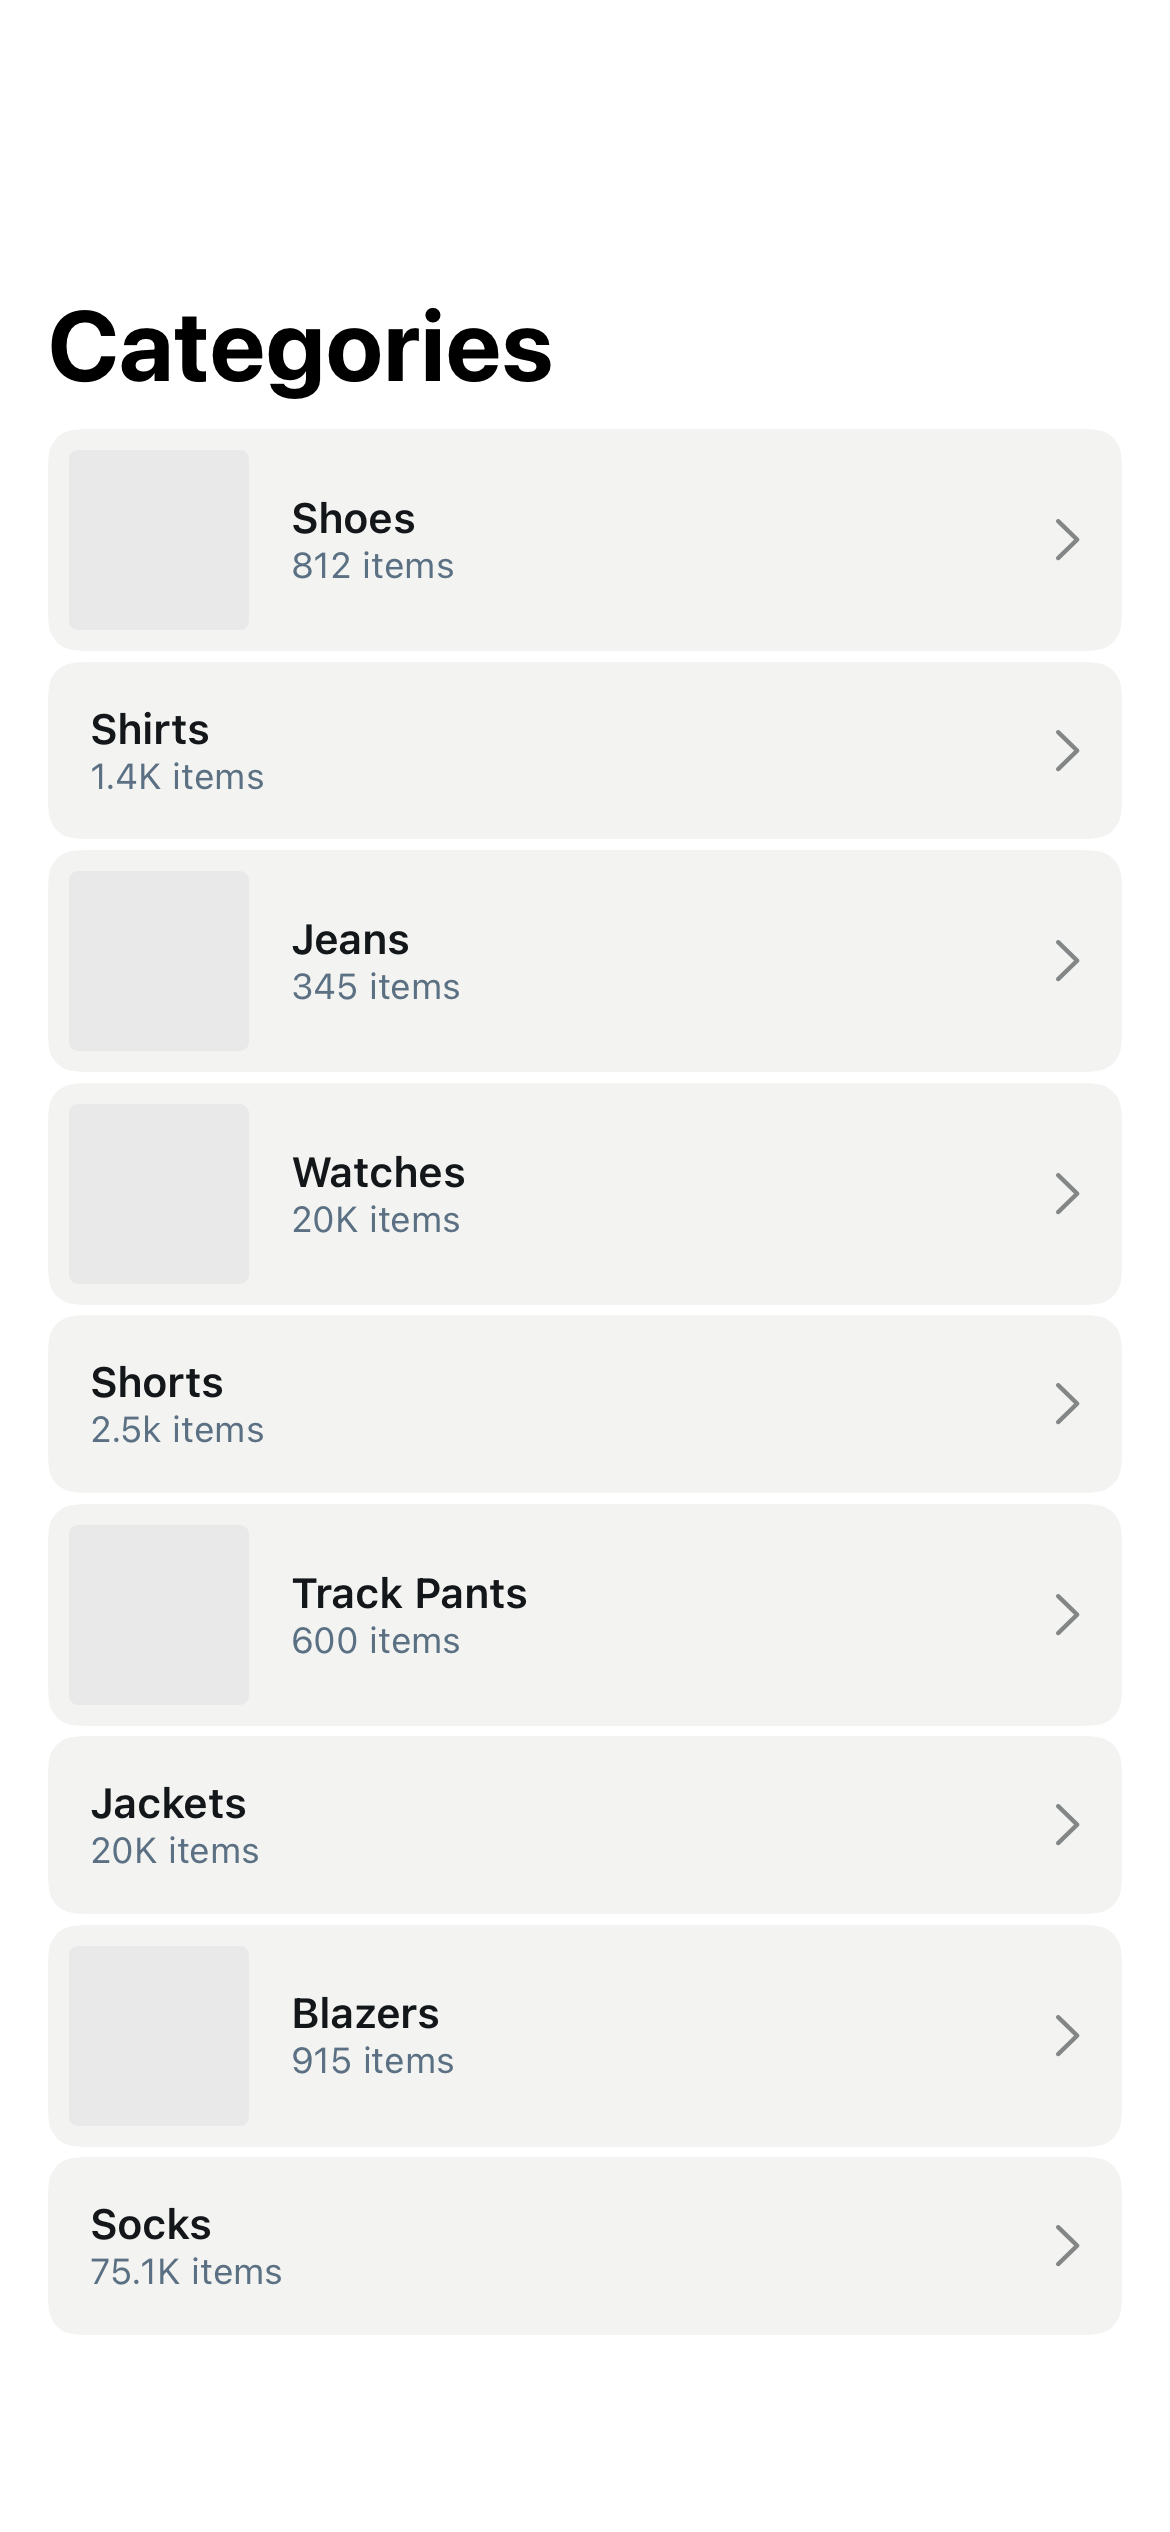 Categories
Shoes
812 items
Shirts
1.4K items
Jeans
345 items
Watches
20K items
Shorts
2.5k items
Track Pants
600 items
Jackets
20K items
Blazers
915 items
Socks
75.1K items